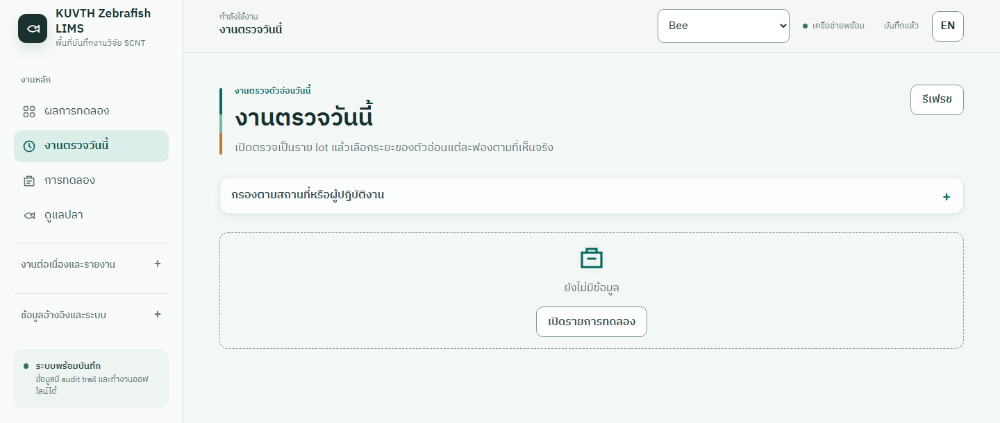 KUVTH Zebrafish
LIMS
พื้นที่บันทึกงานวิจัย SCNT
งานหลัก
ผลการทดลอง
งานตรวจวันนี้
การทดลอง
ดูแลปลา
งานต่อเนื่องและรายงาน +
ข้อมูลอ้างอิงและระบบ +
ระบบพร้อมบันทึก
ข้อมูลมี audit trail และทำงานออฟ
ไลน์ได้
กำลังใช้งาน
งานตรวจวันนี้
Bee
เครือข่ายพร้อม
บันทึกแล้ว
EN
งานตรวจตัวอ่อนวันนี้
งานตรวจวันนี้
เปิดตรวจเป็นราย lot แล้วเลือกระยะของตัวอ่อนแต่ละฟองตามที่เห็นจริง
รีเฟรช
กรองตามสถานที่หรือผู้ปฏิบัติงาน +
ยังไม่มีข้อมูล
เปิดรายการทดลอง